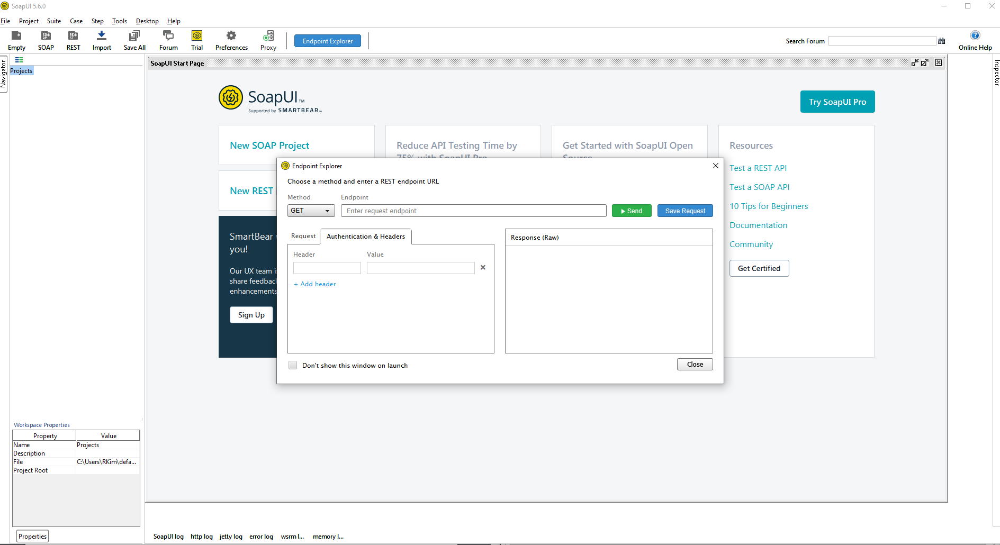 SoapUI 5.6.0
File Project Suite Case Step Tools Desktop Help
Empty SOAP REST Import Save All Forum Trial Preferences Proxy Endpoint Explorer Search Forum Online Help
Navigator
Projects
SoapUI Start Page
Inspector
SoapUI™
Supported by SMARTBEAR™
Try SoapUI Pro
New SOAP Project
New REST
Reduce API Testing Time by
75% with SoapUI Pro
Get Started with SoapUI Open
Source
Resources
Test a REST API
Test a SOAP API
10 Tips for Beginners
Documentation
Community
Get Certified
SmartBear
you!
Our UX team
share feedback
enhancements
Sign Up
Endpoint Explorer
Choose a method and enter a REST endpoint URL
Method Endpoint
GET Enter request endpoint Send Save Request
Request Authentication & Headers
Header Value
+ Add header
Response (Raw)
Don't show this window on launch
Close
Workspace Properties
Property Value
Name Projects
Description
File C:\Users\RKim\defa...
Project Root
Properties
SoapUI log http log jetty log error log wsrm l... memory l...